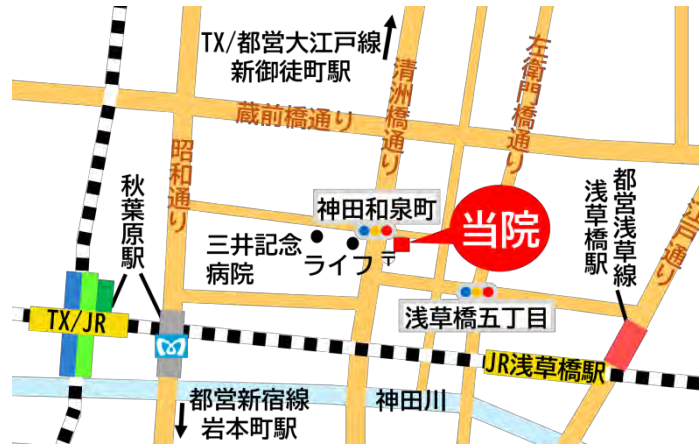 TX/都営大江戸線
新御徒町駅
清洲橋通り
左衛門橋通り
蔵前橋通り
昭和通り
秋葉原駅
神田和泉町
当院
都営浅草線
浅草橋駅
江戸通り
三井記念
病院
ライフ
〒
TX/JR
浅草橋五丁目
JR浅草橋駅
都営新宿線
岩本町駅
神田川